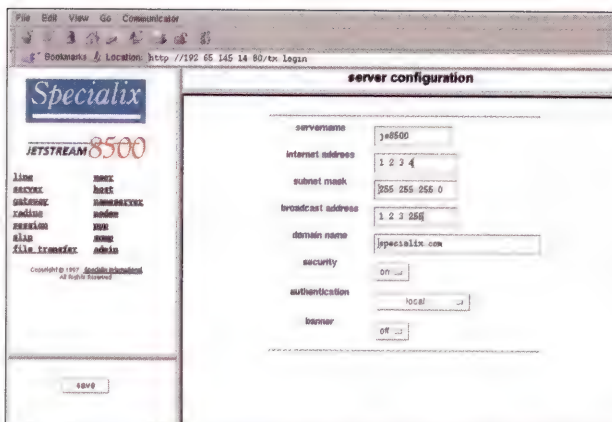 File Edit View Go Communicator
Bookmarks Location: http //192 65 145 14 80/tx login
Specialix
JETSTREAM 8500
line user
server host
gateway nameserver
radius modem
session ppp
slip snmp
file transfer admin
Copyright © 1997 Specialix International
All Rights Reserved
save
server configuration
servername js8500
internet address 1 2 3 4
subnet mask 255 255 255 0
broadcast address 1 2 3 255
domain name specialix com
security on
authentication local
banner off